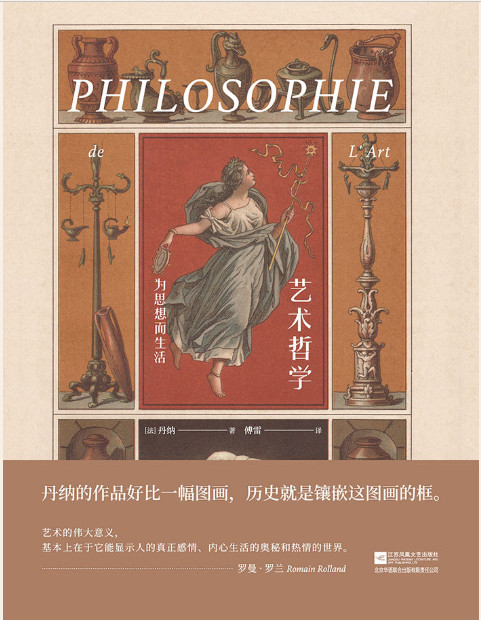 PHILOSOPHIE
de L'Art
艺术哲学
为思想而生活
[法] 丹纳 著 傅雷 译
丹纳的作品好比一幅图画，历史就是镶嵌这图画的框。
艺术的伟大意义，
基本上在于它能显示人的真正感情、内心生活的奥秘和热情的世界。
罗曼·罗兰 Romain Rolland
江苏凤凰文艺出版社
北京华语联合出版有限责任公司